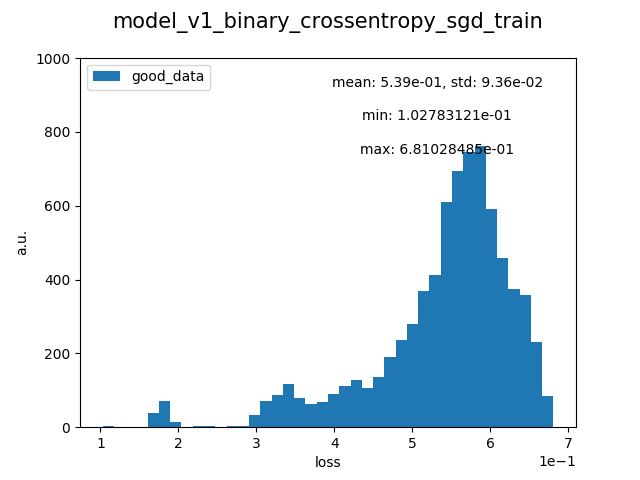 model_v1_binary_crossentropy_sgd_train
good_data
mean: 5.39e-01, std: 9.36e-02
min: 1.02783121e-01
max: 6.81028485e-01
1000
800
600
400
200
0
a.u.
1 2 3 4 5 6 7
1e−1
loss